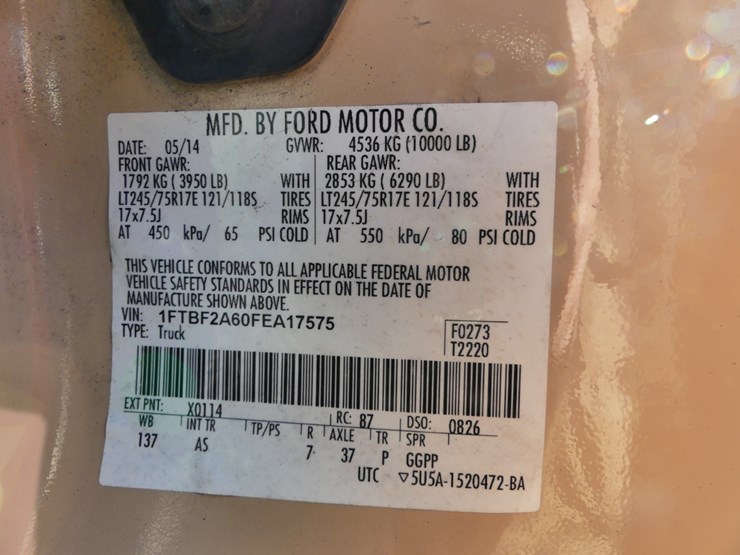 MFD. BY FORD MOTOR CO.
DATE: 05/14 GVWR: 4536 KG (10000 LB)
FRONT GAWR: REAR GAWR:
1792 KG ( 3950 LB) WITH 2853 KG ( 6290 LB) WITH
LT245/75R17E 121/118S TIRES LT245/75R17E 121/118S TIRES
17x7.5J RIMS 17x7.5J RIMS
AT 450 kPa/ 65 PSI COLD AT 550 kPa/ 80 PSI COLD
THIS VEHICLE CONFORMS TO ALL APPLICABLE FEDERAL MOTOR
VEHICLE SAFETY STANDARDS IN EFFECT ON THE DATE OF
MANUFACTURE SHOWN ABOVE.
VIN: 1FTBF2A60FEA17575 F0273
TYPE: Truck T2220
EXT PNT: X0114 RC: 87 DSO: 0826
WB INT TR TP/PS R AXLE TR SPR
137 AS 7 37 P GGPP
UTC ▽5U5A-1520472-BA